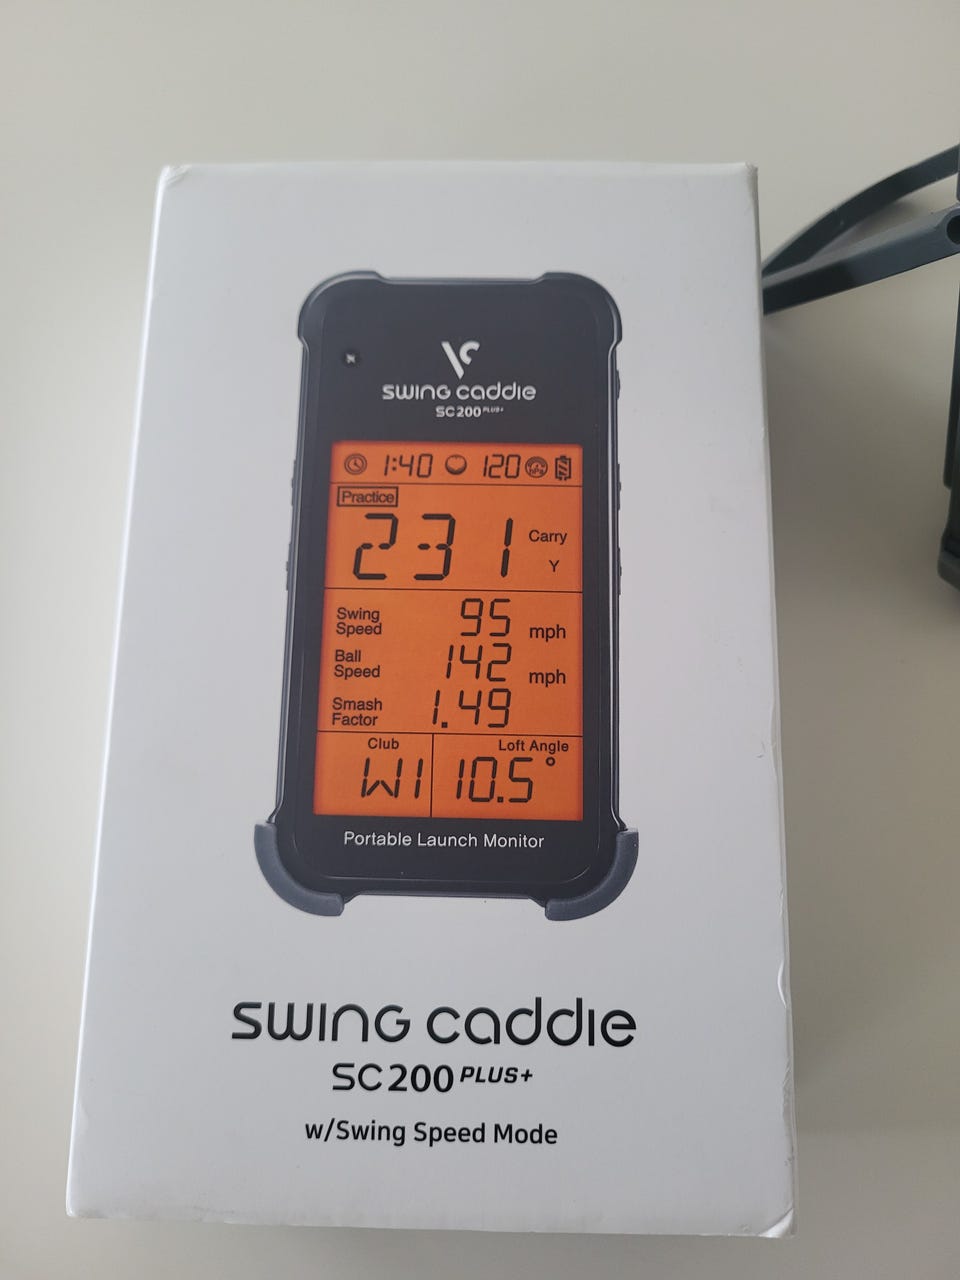 swing caddie
SC200 PLUS+
1:40 120 hPa
Practice
231 Carry
Y
Swing
Speed 95 mph
Ball
Speed 142 mph
Smash
Factor 1.49
Club Loft Angle
W1 10.5°
Portable Launch Monitor
swing caddie
SC200 PLUS+
w/Swing Speed Mode